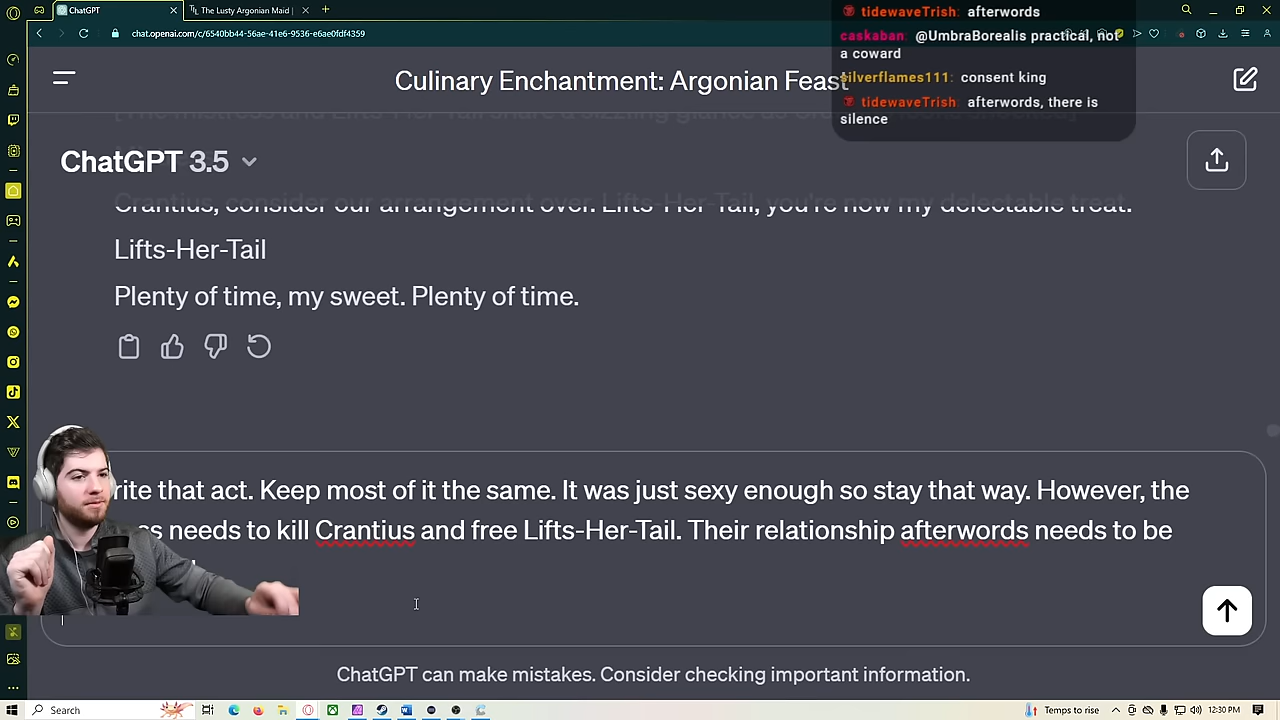 ChatGPT
The Lusty Argonian Maid |
chat.openai.com/c/6540bb44-56ae-41e6-9536-e6ae0fdf4359
tidewaveTrish: afterwords
caskaban: @UmbraBorealis practical, not
a coward
silverflames111: consent king
tidewaveTrish: afterwords, there is
silence
Culinary Enchantment: Argonian Feast
ChatGPT 3.5
Crantius, consider our arrangement over. Lifts-Her-Tail, you're now my delectable treat.
Lifts-Her-Tail
Plenty of time, my sweet. Plenty of time.
that act. Keep most of it the same. It was just sexy enough so stay that way. However, the
needs to kill Crantius and free Lifts-Her-Tail. Their relationship afterwords needs to be
ChatGPT can make mistakes. Consider checking important information.
Search
Temps to rise
12:30 PM